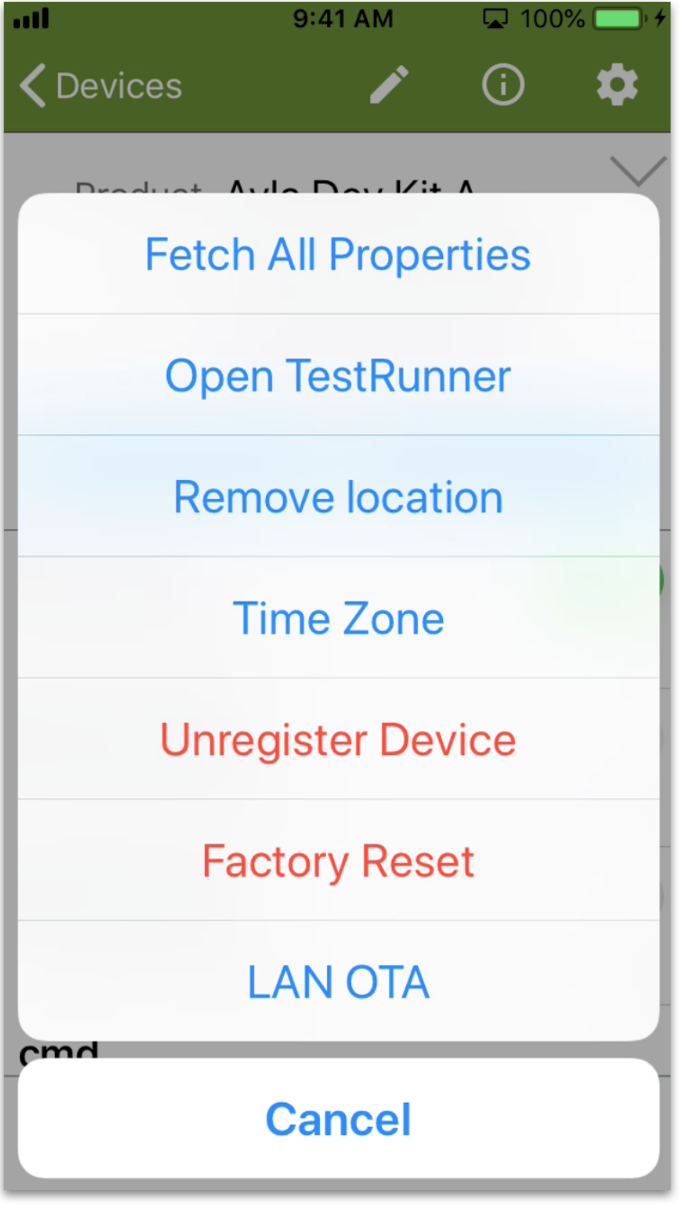 9:41 AM 100%
Devices
Product Ayla Dev Kit A
Fetch All Properties
Open TestRunner
Remove location
Time Zone
Unregister Device
Factory Reset
LAN OTA
cmd
Cancel